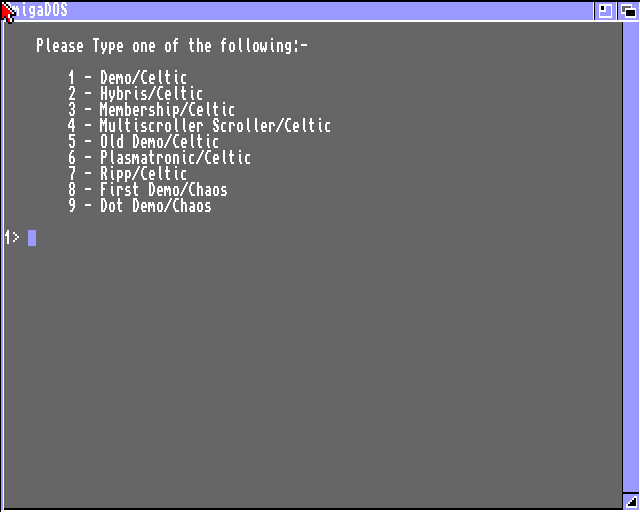 migaDOS
Please Type one of the following:-
1 - Demo/Celtic
2 - Hybris/Celtic
3 - Membership/Celtic
4 - Multiscroller Scroller/Celtic
5 - Old Demo/Celtic
6 - Plasmatronic/Celtic
7 - Ripp/Celtic
8 - First Demo/Chaos
9 - Dot Demo/Chaos
1>